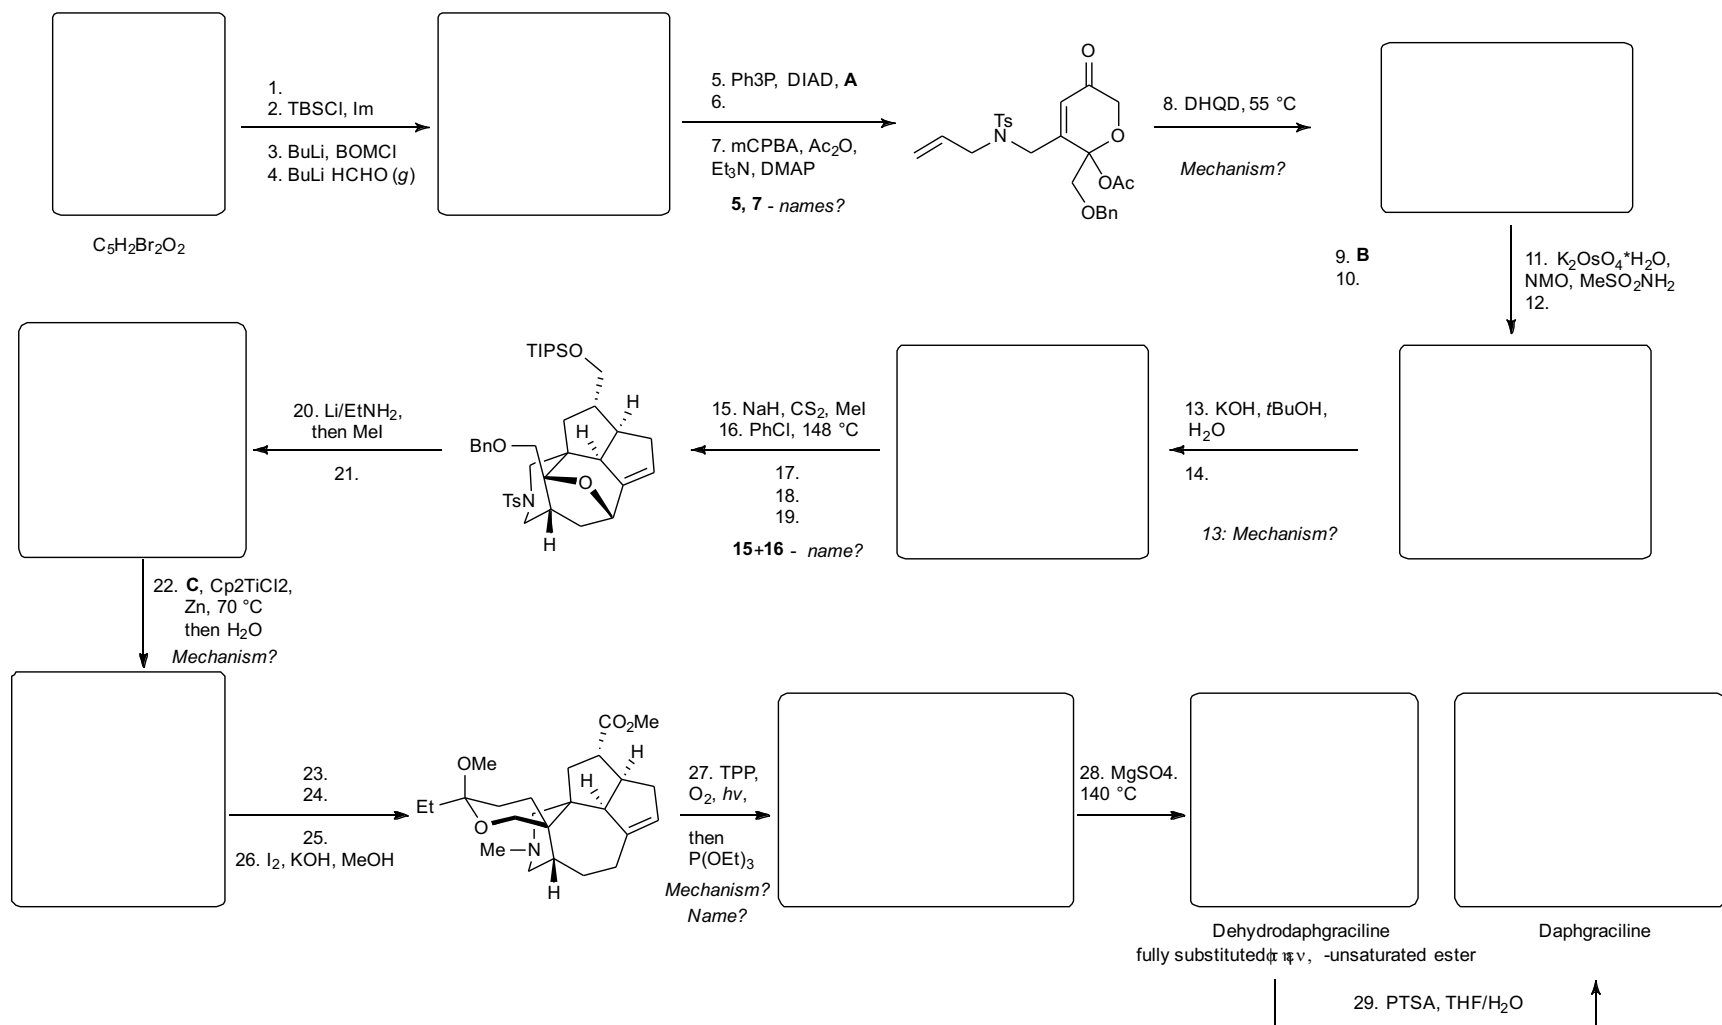 1.
2. TBSCl, Im
3. BuLi, BOMCl
4. BuLi HCHO (g)
C5H2Br2O2
5. Ph3P, DIAD, A
6.
7. mCPBA, Ac2O,
Et3N, DMAP
5, 7 - names?
O
Ts
N
O
OAc
OBn
8. DHQD, 55 °C
Mechanism?
9. B
10.
11. K2OsO4*H2O,
NMO, MeSO2NH2
12.
13. KOH, tBuOH,
H2O
14.
13: Mechanism?
15. NaH, CS2, MeI
16. PhCl, 148 °C
17.
18.
19.
15+16 - name?
TIPSO
H
H
BnO
O
TsN
H
20. Li/EtNH2,
then MeI
21.
22. C, Cp2TiCl2,
Zn, 70 °C
then H2O
Mechanism?
23.
24.
25.
26. I2, KOH, MeOH
CO2Me
OMe
H
H
Et
O
Me
N
H
27. TPP,
O2, hv,
then
P(OEt)3
Mechanism?
Name?
28. MgSO4.
140 °C
Dehydrodaphgraciline
fully substituted , -unsaturated ester
Daphgraciline
29. PTSA, THF/H2O